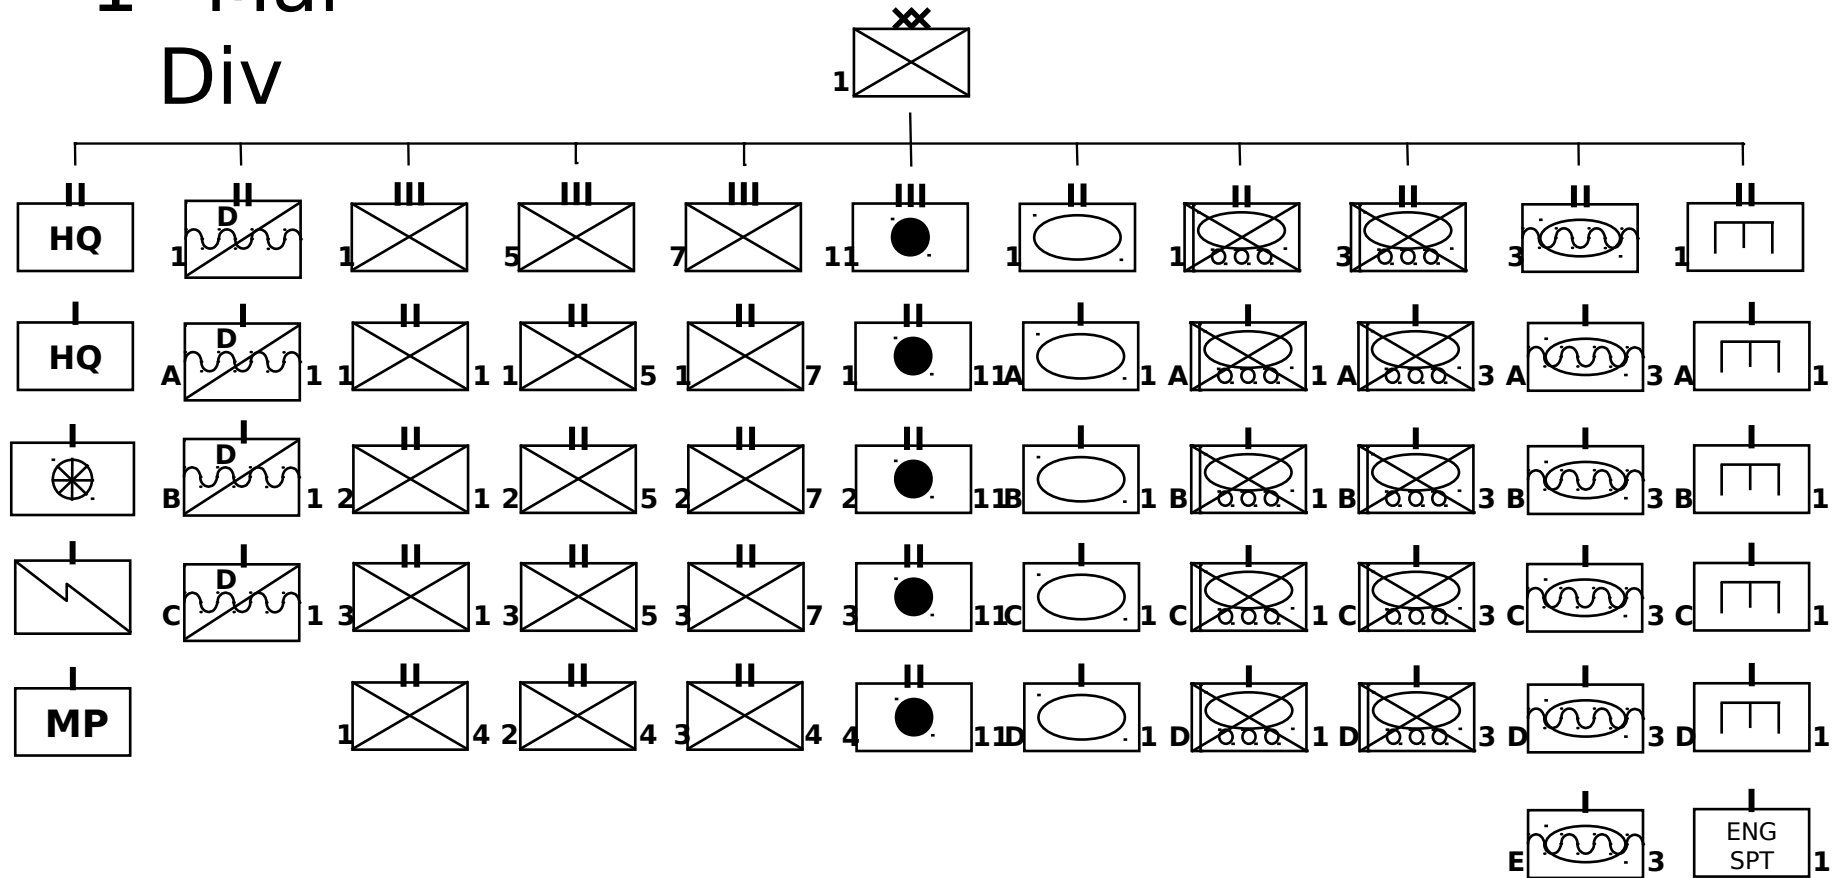 1 Mar
Div
1
HQ
D
1
1
5
7
11
1
1
3
3
1
HQ
D
A 1
1 1
1 5
1 7
1 11
A 1
A 1
A 3
A 3
A 1
D
B 1
2 1
2 5
2 7
2 11
B 1
B 1
B 3
B 3
B 1
D
C 1
3 1
3 5
3 7
3 11
C 1
C 1
C 3
C 3
C 1
MP
1 4
2 4
3 4
4 11
D 1
D 1
D 3
D 3
D 1
E 3
ENG
SPT
1